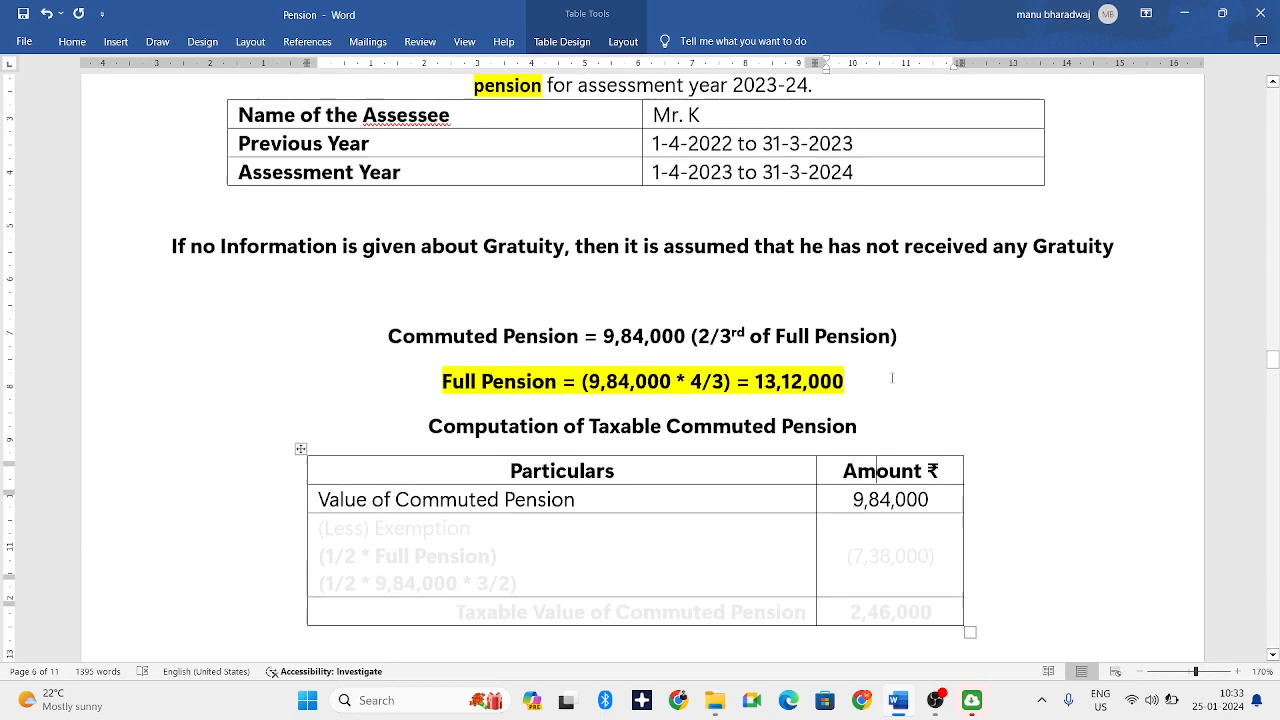 Table Tools
manu bhardwaj MB
File Insert Draw Design Layout References Mailings Review View Help Table Design Layout Tell me what you want to do
pension for assessment year 2023-24.
Name of the Assessee Mr. K
Previous Year 1-4-2022 to 31-3-2023
Assessment Year 1-4-2023 to 31-3-2024
If no Information is given about Gratuity, then it is assumed that he has not received any Gratuity
Commuted Pension = 9,84,000 (2/3rd of Full Pension)
Full Pension = (9,84,000 * 4/3) = 13,12,000
Computation of Taxable Commuted Pension
Particulars Amount ₹
Value of Commuted Pension 9,84,000
(Less) Exemption
(1/2 * Full Pension) (7,38,000)
(1/2 * 9,84,000 * 3/2)
Taxable Value of Commuted Pension 2,46,000
Page 6 of 11 1395 words English (United States) Accessibility: Investigate 170%
22°C
Mostly sunny
Search
ENG
US
10:33
25-01-2024